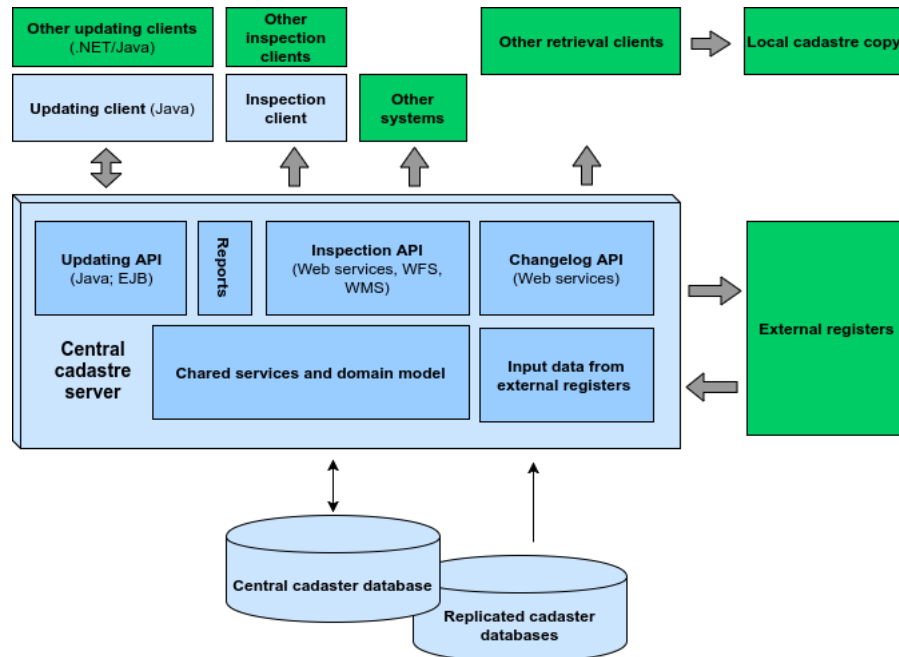 Other updating clients
(.NET/Java)
Other
inspection
clients
Other retrieval clients
Local cadastre copy
Updating client (Java)
Inspection
client
Other
systems
Updating API
(Java; EJB)
Reports
Inspection API
(Web services, WFS,
WMS)
Changelog API
(Web services)
External registers
Central
cadastre
server
Chared services and domain model
Input data from
external registers
Central cadaster database
Replicated cadaster
databases